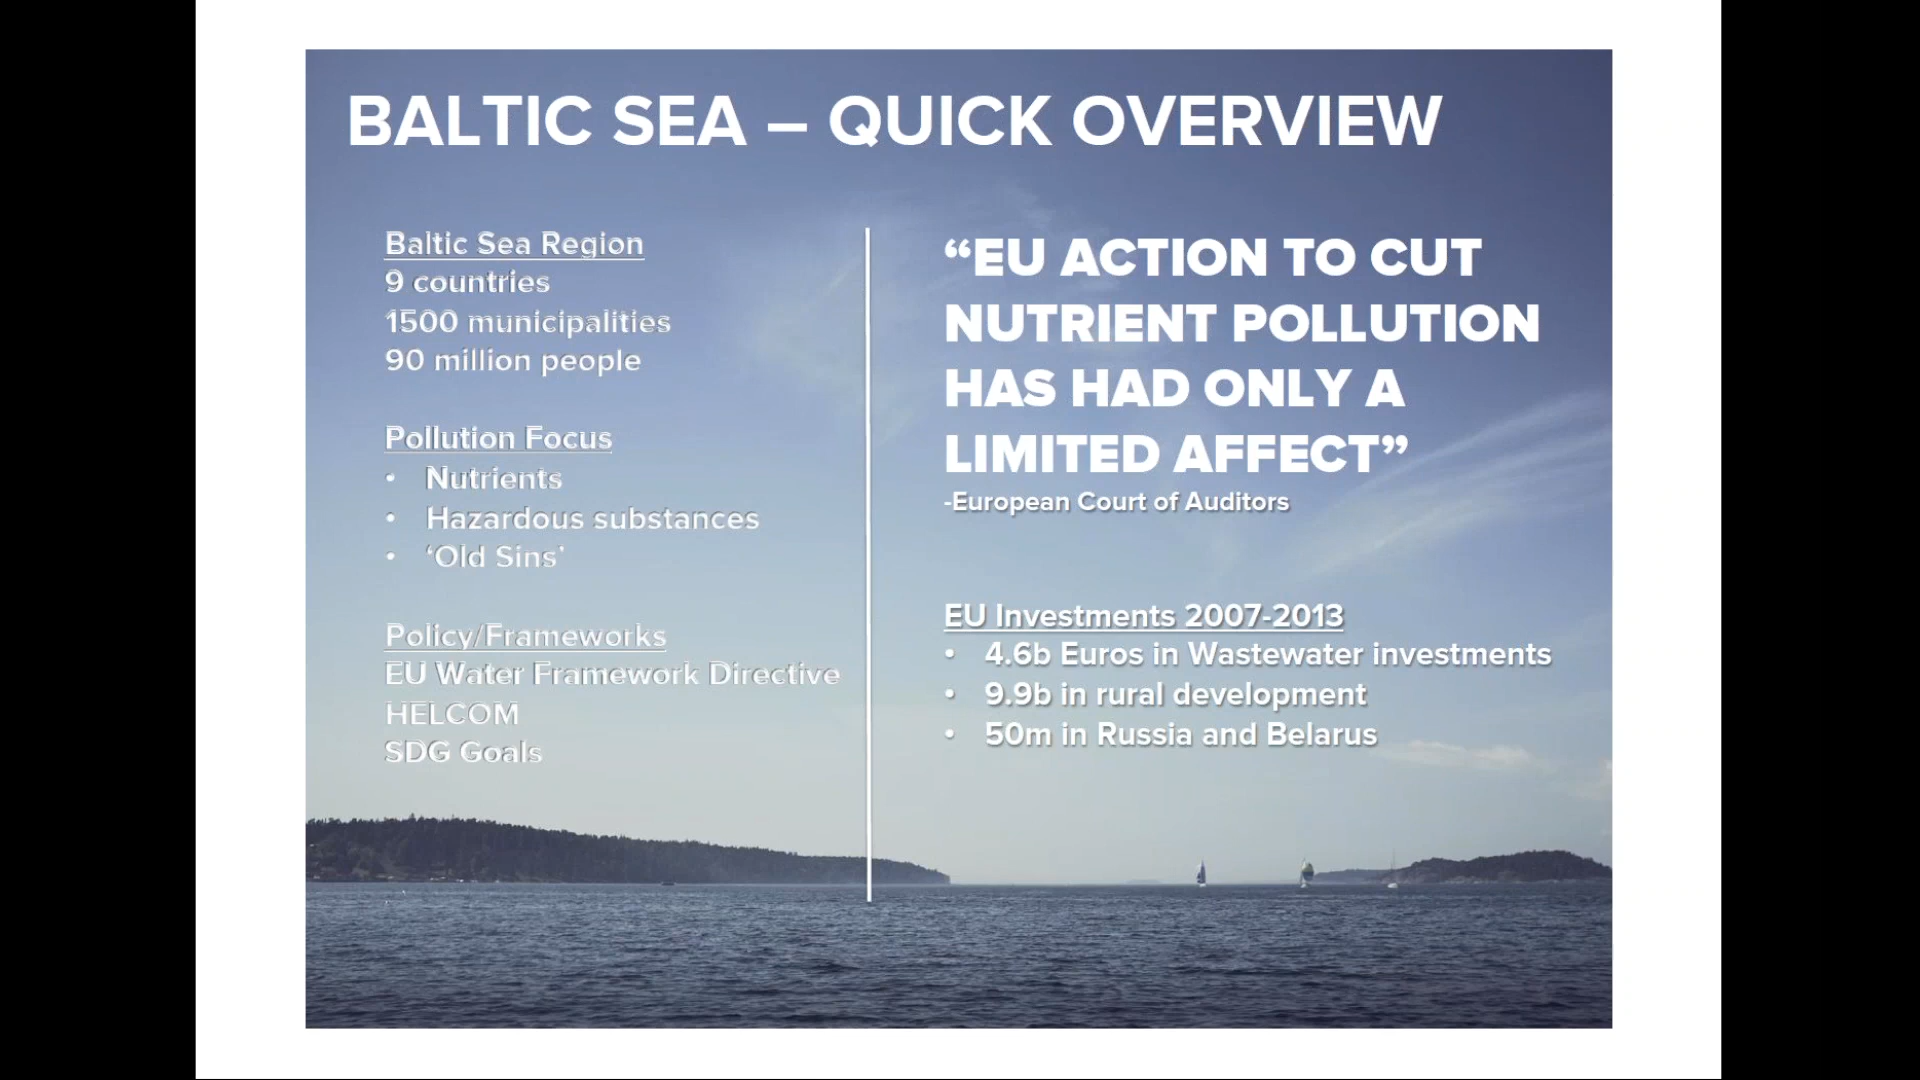 BALTIC SEA – QUICK OVERVIEW
Baltic Sea Region
9 countries
1500 municipalities
90 million people
Pollution Focus
• Nutrients
• Hazardous substances
• ‘Old Sins’
Policy/Frameworks
EU Water Framework Directive
HELCOM
SDG Goals
“EU ACTION TO CUT
NUTRIENT POLLUTION
HAS HAD ONLY A
LIMITED AFFECT”
-European Court of Auditors
EU Investments 2007-2013
• 4.6b Euros in Wastewater investments
• 9.9b in rural development
• 50m in Russia and Belarus